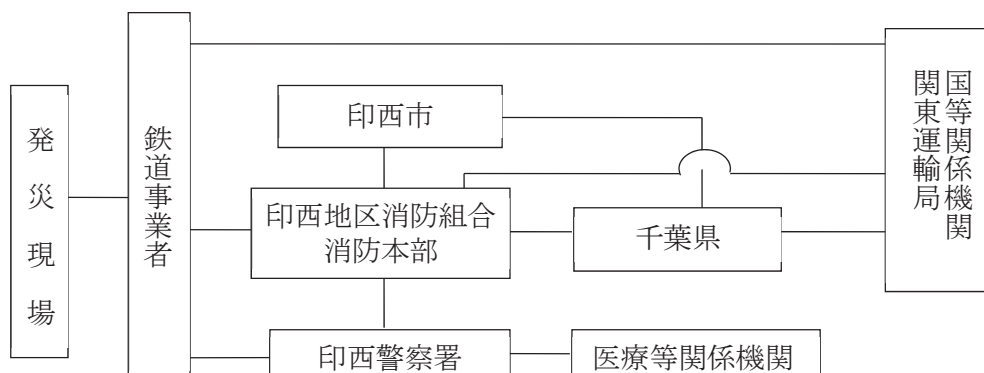 発災現場
鉄道事業者
印西市
印西地区消防組合
消防本部
千葉県
印西警察署
医療等関係機関
国等関係機関
関東運輸局